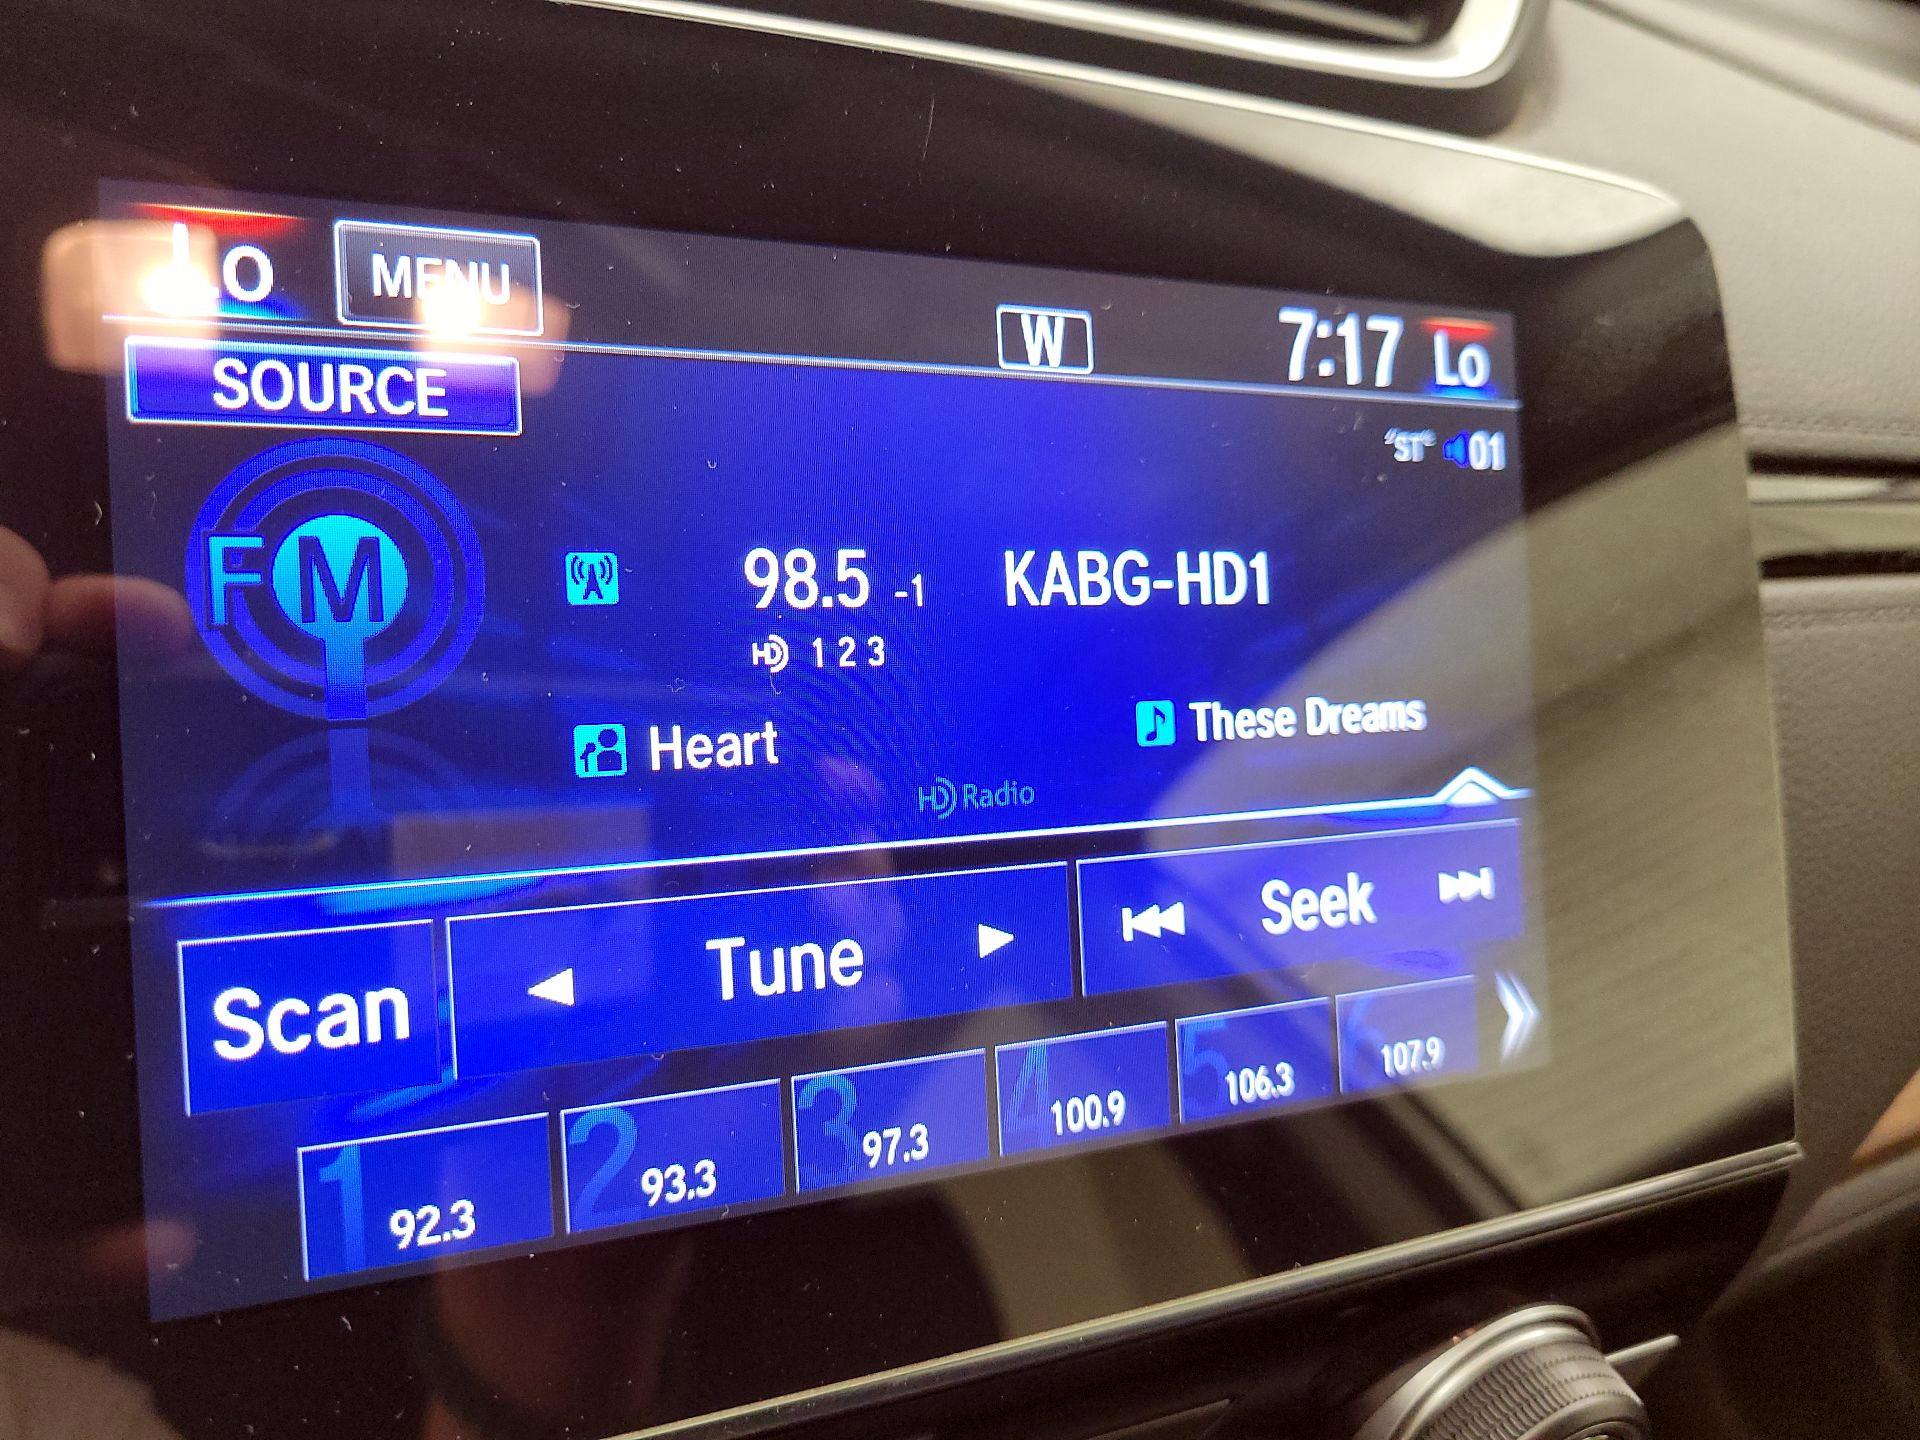 Lo MENU W 7:17 Lo
SOURCE
"ST" 01
FM
98.5 -1 KABG-HD1
HD 1 2 3
Heart These Dreams
HD Radio
Scan Tune Seek
1 92.3 2 93.3 3 97.3 4 100.9 5 106.3 6 107.9